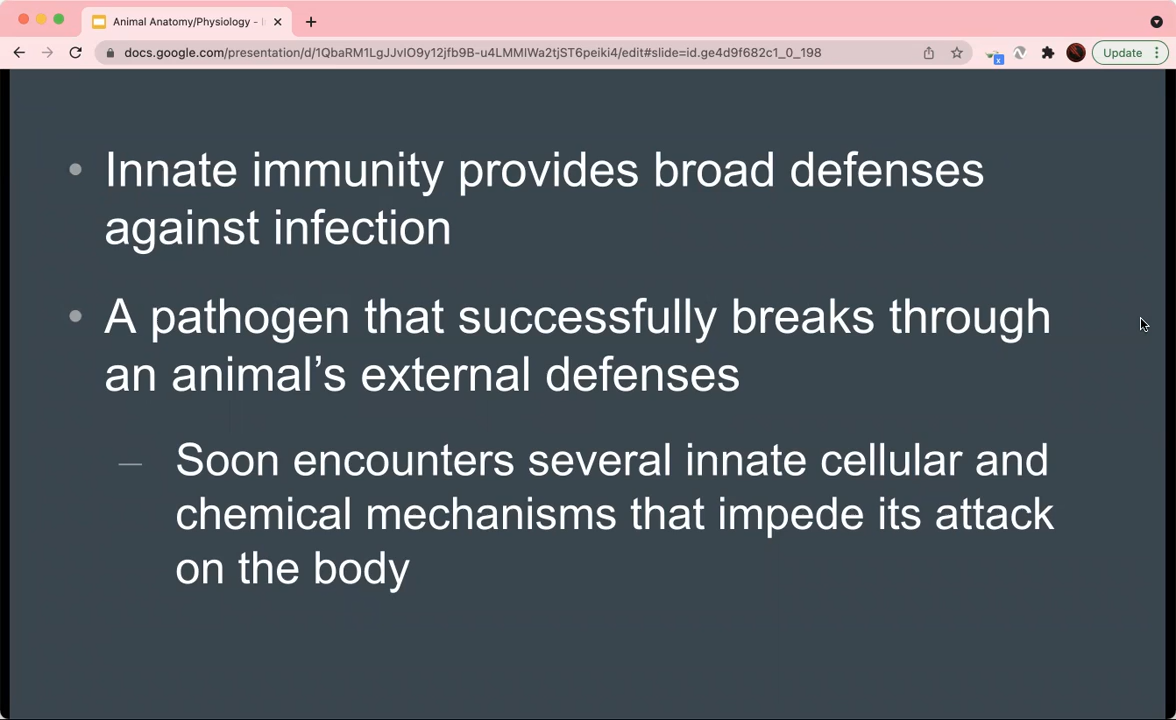 Animal Anatomy/Physiology -
docs.google.com/presentation/d/1QbaRM1LgJJvIO9y12jfb9B-u4LMMIWa2tjST6peiki4/edit#slide=id.ge4d9f682c1_0_198
x
Update
• Innate immunity provides broad defenses
against infection
• A pathogen that successfully breaks through
an animal’s external defenses
— Soon encounters several innate cellular and
chemical mechanisms that impede its attack
on the body